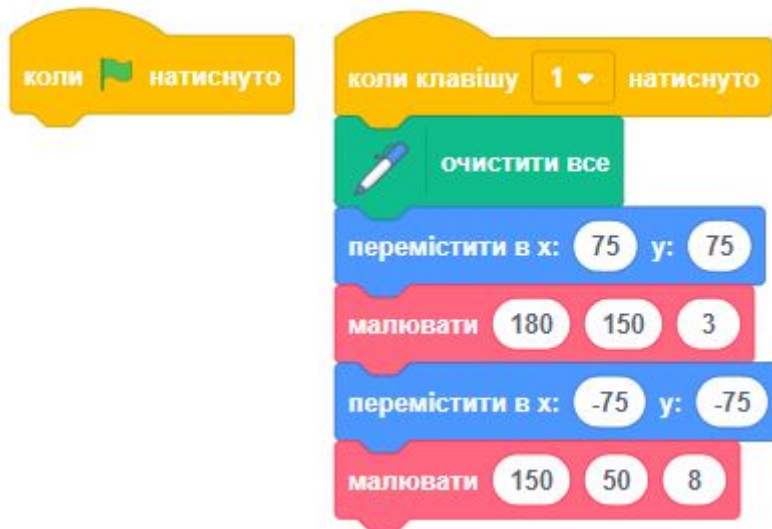 коли натиснуто
коли клавішу 1 натиснуто
очистити все
перемістити в x: 75 y: 75
малювати 180 150 3
перемістити в x: -75 y: -75
малювати 150 50 8